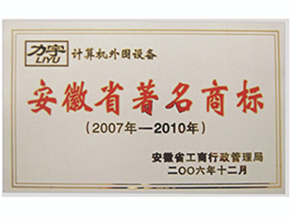 力宇
LIYU
计算机外围设备
安徽省著名商标
(2007年—2010年)
安徽省工商行政管理局
二〇〇六年十二月